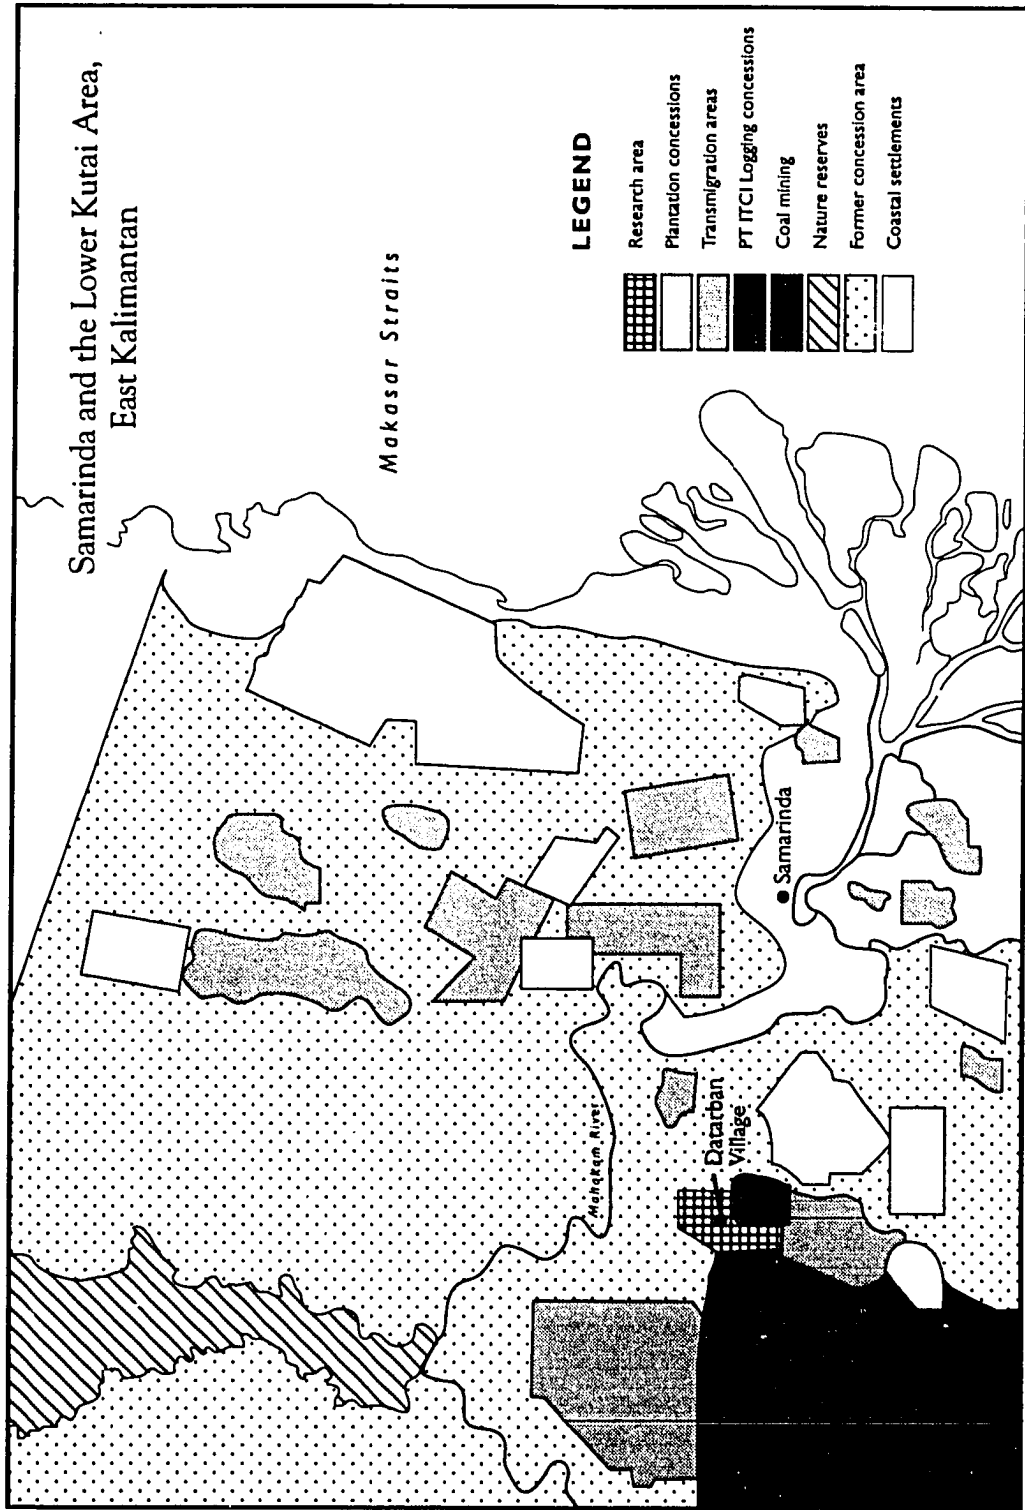 Samarinda and the Lower Kutai Area,
East Kalimantan
Makasar Straits
LEGEND
Research area
Plantation concessions
Transmigration areas
PT ITCI Logging concessions
Coal mining
Nature reserves
Former concession area
Coastal settlements
Samarinda
Mahakam River
Datarban
Village